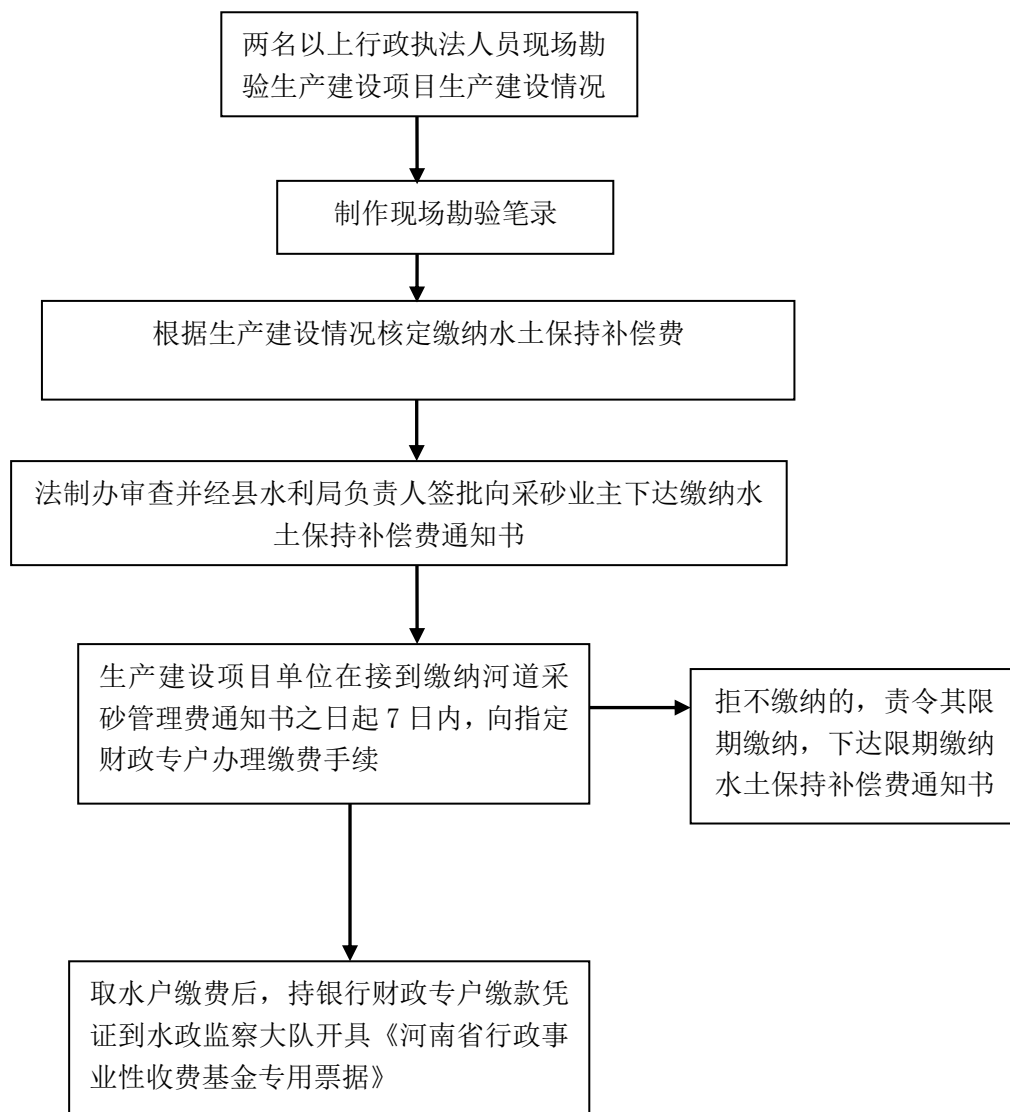 两名以上行政执法人员现场勘
验生产建设项目生产建设情况
制作现场勘验笔录
根据生产建设情况核定缴纳水土保持补偿费
法制办审查并经县水利局负责人签批向采砂业主下达缴纳水
土保持补偿费通知书
生产建设项目单位在接到缴纳河道采
砂管理费通知书之日起 7 日内，向指定
财政专户办理缴费手续
拒不缴纳的，责令其限
期缴纳，下达限期缴纳
水土保持补偿费通知书
取水户缴费后，持银行财政专户缴款凭
证到水政监察大队开具《河南省行政事
业性收费基金专用票据》